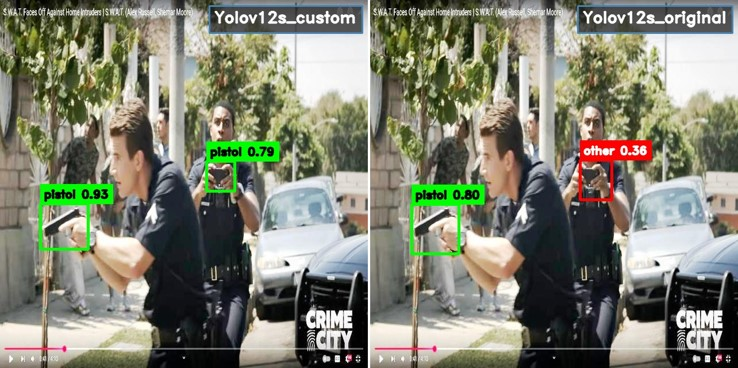 S.W.A.T. Faces Off Against Home Intruders | S.W.A.T. (Alex Russell, Shemar Moore)
Yolov12s_custom
pistol 0.79
pistol 0.93
CRIME
CITY
S.W.A.T. Faces Off Against Home Intruders | S.W.A.T. (Alex Russell, Shemar Moore)
Yolov12s_original
other 0.36
pistol 0.80
CRIME
CITY